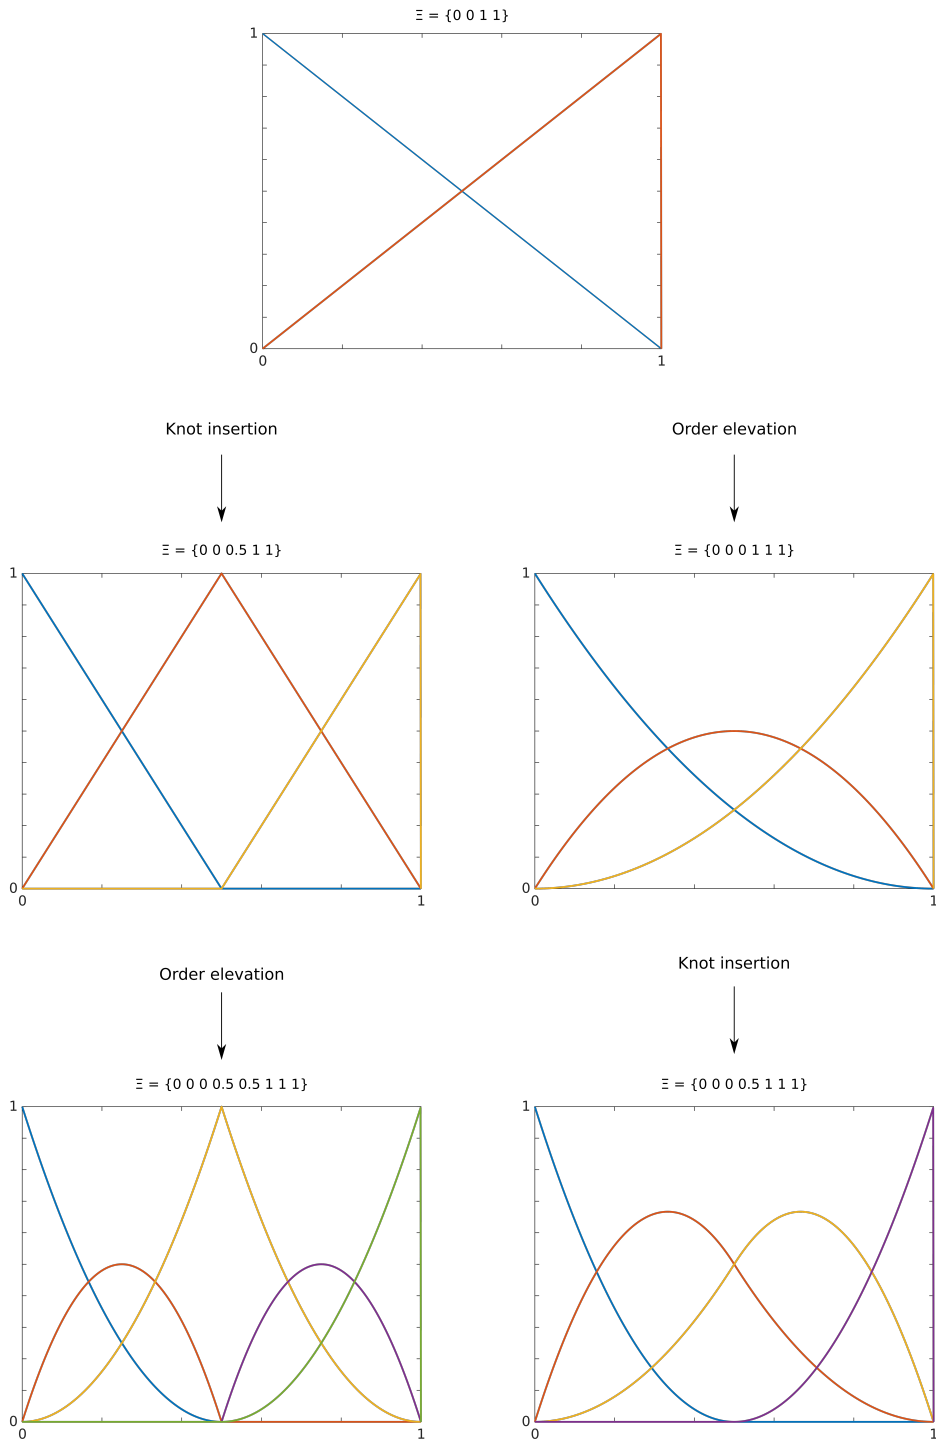 Ξ = {0 0 1 1}
1
0
0 1
Knot insertion Order elevation
Ξ = {0 0 0.5 1 1} Ξ = {0 0 0 1 1 1}
1 1
0 0
0 1 0 1
Order elevation Knot insertion
Ξ = {0 0 0 0.5 0.5 1 1 1} Ξ = {0 0 0 0.5 1 1 1}
1 1
0 0
0 1 0 1